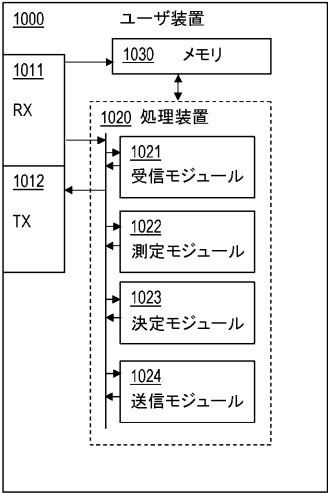 1000 ユーザ装置
1011
RX
1012
TX
1030 メモリ
1020 処理装置
1021
受信モジュール
1022
測定モジュール
1023
決定モジュール
1024
送信モジュール